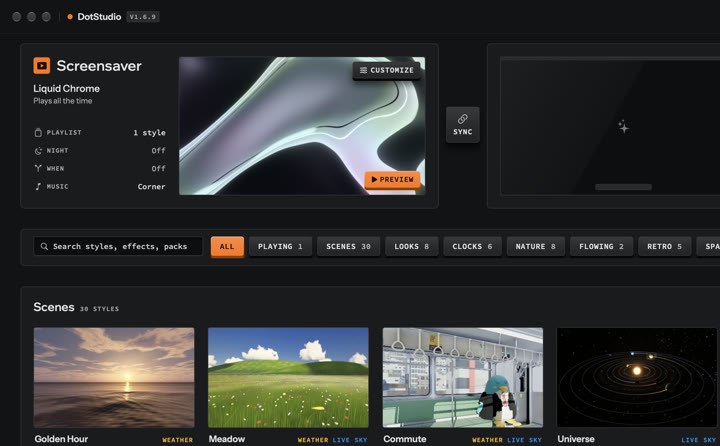 DotStudio V1.6.9
Screensaver
Liquid Chrome
Plays all the time
PLAYLIST 1 style
NIGHT Off
WHEN Off
MUSIC Corner
CUSTOMIZE
PREVIEW
SYNC
Search styles, effects, packs
ALL
PLAYING 1
SCENES 30
LOOKS 8
CLOCKS 6
NATURE 8
FLOWING 2
RETRO 5
SPA
Scenes 30 STYLES
Golden Hour WEATHER
Meadow WEATHER LIVE SKY
Commute WEATHER LIVE SKY
Universe LIVE SKY